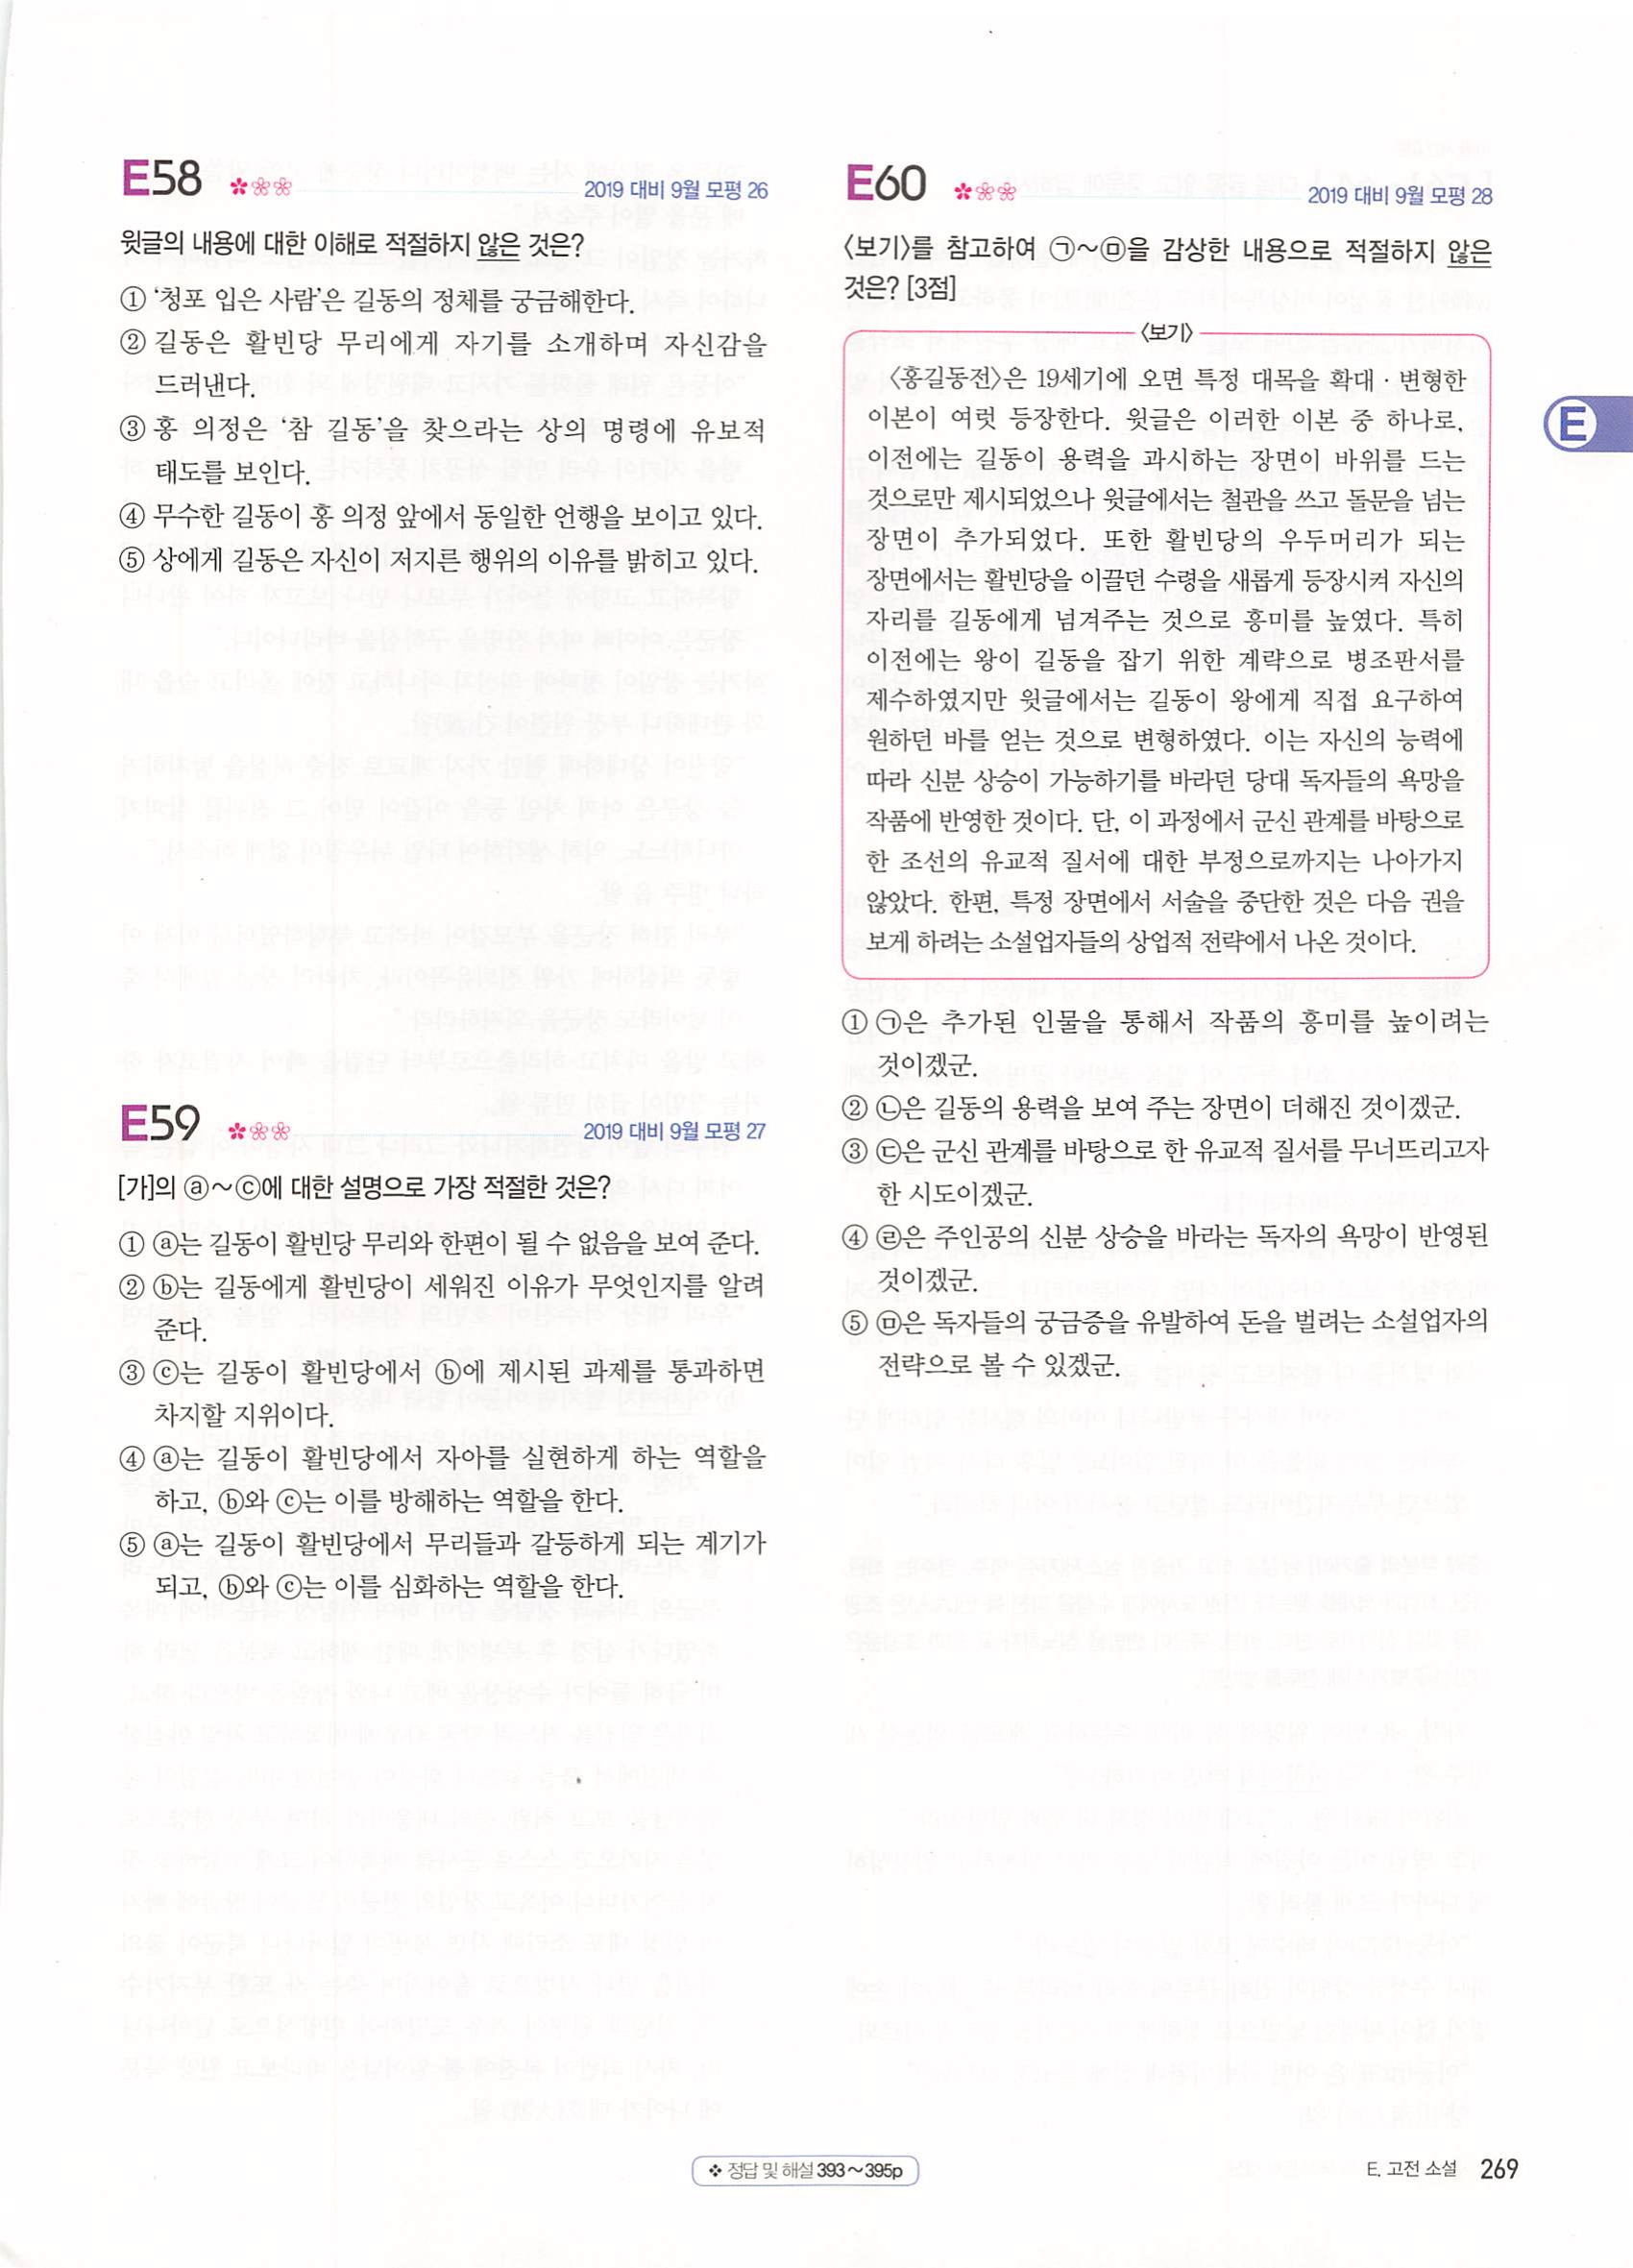 E58
2019 대비 9월 모평 26
윗글의 내용에 대한 이해로 적절하지 않은 것은?
① ‘청포 입은 사람’은 길동의 정체를 궁금해한다.
② 길동은 활빈당 무리에게 자기를 소개하며 자신감을
드러낸다.
③ 홍 의정은 ‘참 길동’을 찾으라는 상의 명령에 유보적
태도를 보인다.
④ 무수한 길동이 홍 의정 앞에서 동일한 언행을 보이고 있다.
⑤ 상에게 길동은 자신이 저지른 행위의 이유를 밝히고 있다.
E59
2019 대비 9월 모평 27
[가]의 ⓐ~ⓒ에 대한 설명으로 가장 적절한 것은?
① ⓐ는 길동이 활빈당 무리와 한편이 될 수 없음을 보여 준다.
② ⓑ는 길동에게 활빈당이 세워진 이유가 무엇인지를 알려
준다.
③ ⓒ는 길동이 활빈당에서 ⓑ에 제시된 과제를 통과하면
차지할 지위이다.
④ ⓐ는 길동이 활빈당에서 자아를 실현하게 하는 역할을
하고, ⓑ와 ⓒ는 이를 방해하는 역할을 한다.
⑤ ⓐ는 길동이 활빈당에서 무리들과 갈등하게 되는 계기가
되고, ⓑ와 ⓒ는 이를 심화하는 역할을 한다.
E60
2019 대비 9월 모평 28
<보기>를 참고하여 ㉠~㉤을 감상한 내용으로 적절하지 않은
것은? [3점]
<보기>
<홍길동전>은 19세기에 오면 특정 대목을 확대·변형한
이본이 여럿 등장한다. 윗글은 이러한 이본 중 하나로,
이전에는 길동이 용력을 과시하는 장면이 바위를 드는
것으로만 제시되었으나 윗글에서는 철관을 쓰고 돌문을 넘는
장면이 추가되었다. 또한 활빈당의 우두머리가 되는
장면에서는 활빈당을 이끌던 수령을 새롭게 등장시켜 자신의
자리를 길동에게 넘겨주는 것으로 흥미를 높였다. 특히
이전에는 왕이 길동을 잡기 위한 계략으로 병조판서를
제수하였지만 윗글에서는 길동이 왕에게 직접 요구하여
원하던 바를 얻는 것으로 변형하였다. 이는 자신의 능력에
따라 신분 상승이 가능하기를 바라던 당대 독자들의 욕망을
작품에 반영한 것이다. 단, 이 과정에서 군신 관계를 바탕으로
한 조선의 유교적 질서에 대한 부정으로까지는 나아가지
않았다. 한편, 특정 장면에서 서술을 중단한 것은 다음 권을
보게 하려는 소설업자들의 상업적 전략에서 나온 것이다.
① ㉠은 추가된 인물을 통해서 작품의 흥미를 높이려는
것이겠군.
② ㉡은 길동의 용력을 보여 주는 장면이 더해진 것이겠군.
③ ㉢은 군신 관계를 바탕으로 한 유교적 질서를 무너뜨리고자
한 시도이겠군.
④ ㉣은 주인공의 신분 상승을 바라는 독자의 욕망이 반영된
것이겠군.
⑤ ㉤은 독자들의 궁금증을 유발하여 돈을 벌려는 소설업자의
전략으로 볼 수 있겠군.
E
❖ 정답 및 해설 393~395p
E. 고전 소설 269